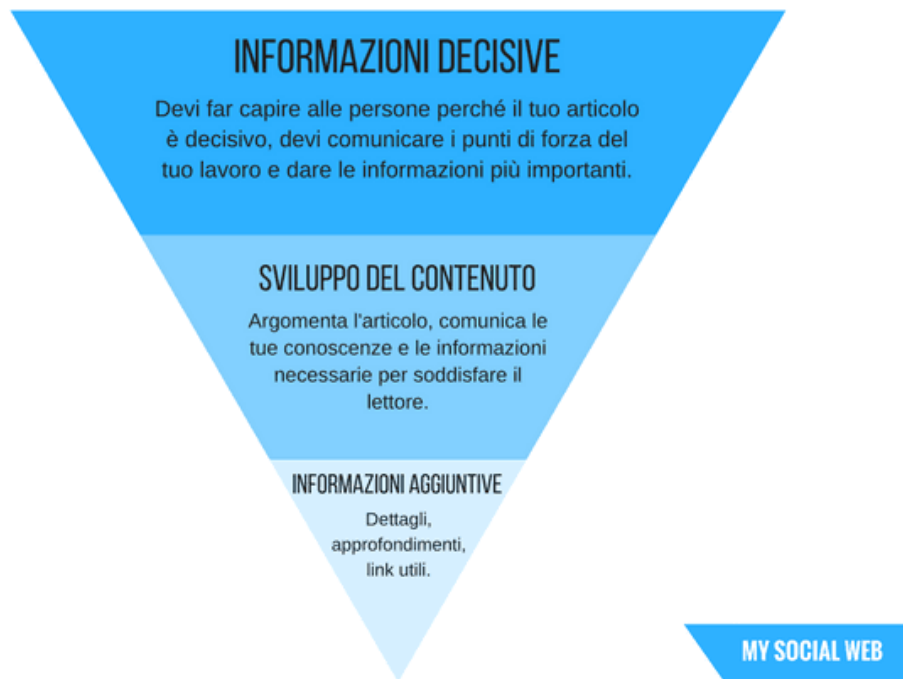 INFORMAZIONI DECISIVE
Devi far capire alle persone perché il tuo articolo
è decisivo, devi comunicare i punti di forza del
tuo lavoro e dare le informazioni più importanti.
SVILUPPO DEL CONTENUTO
Argomenta l'articolo, comunica le
tue conoscenze e le informazioni
necessarie per soddisfare il
lettore.
INFORMAZIONI AGGIUNTIVE
Dettagli,
approfondimenti,
link utili.
MY SOCIAL WEB